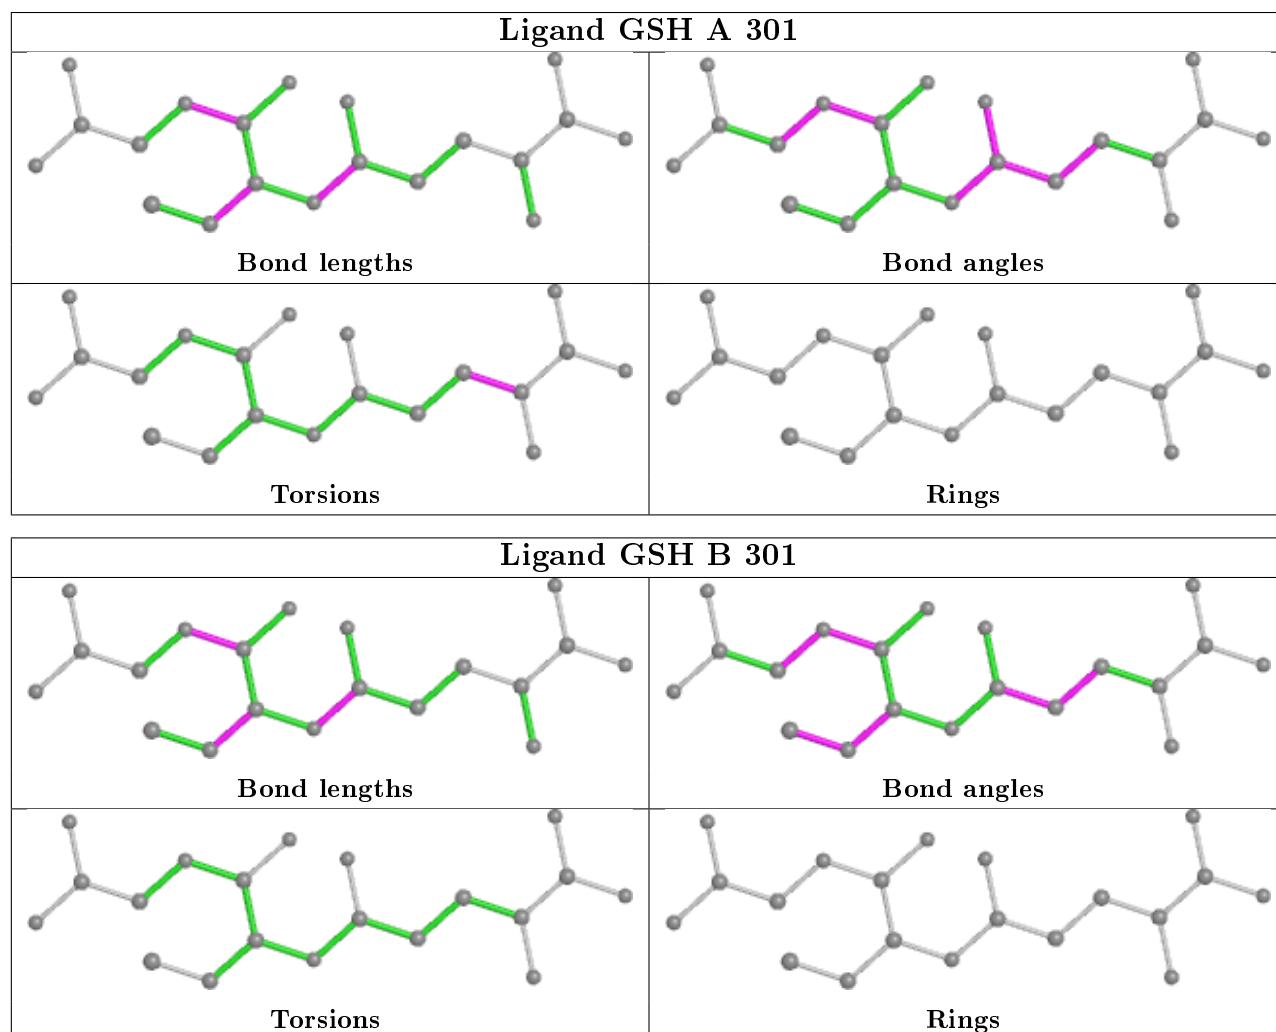 Ligand GSH A 301
Bond lengths
Bond angles
Torsions
Rings
Ligand GSH B 301
Bond lengths
Bond angles
Torsions
Rings